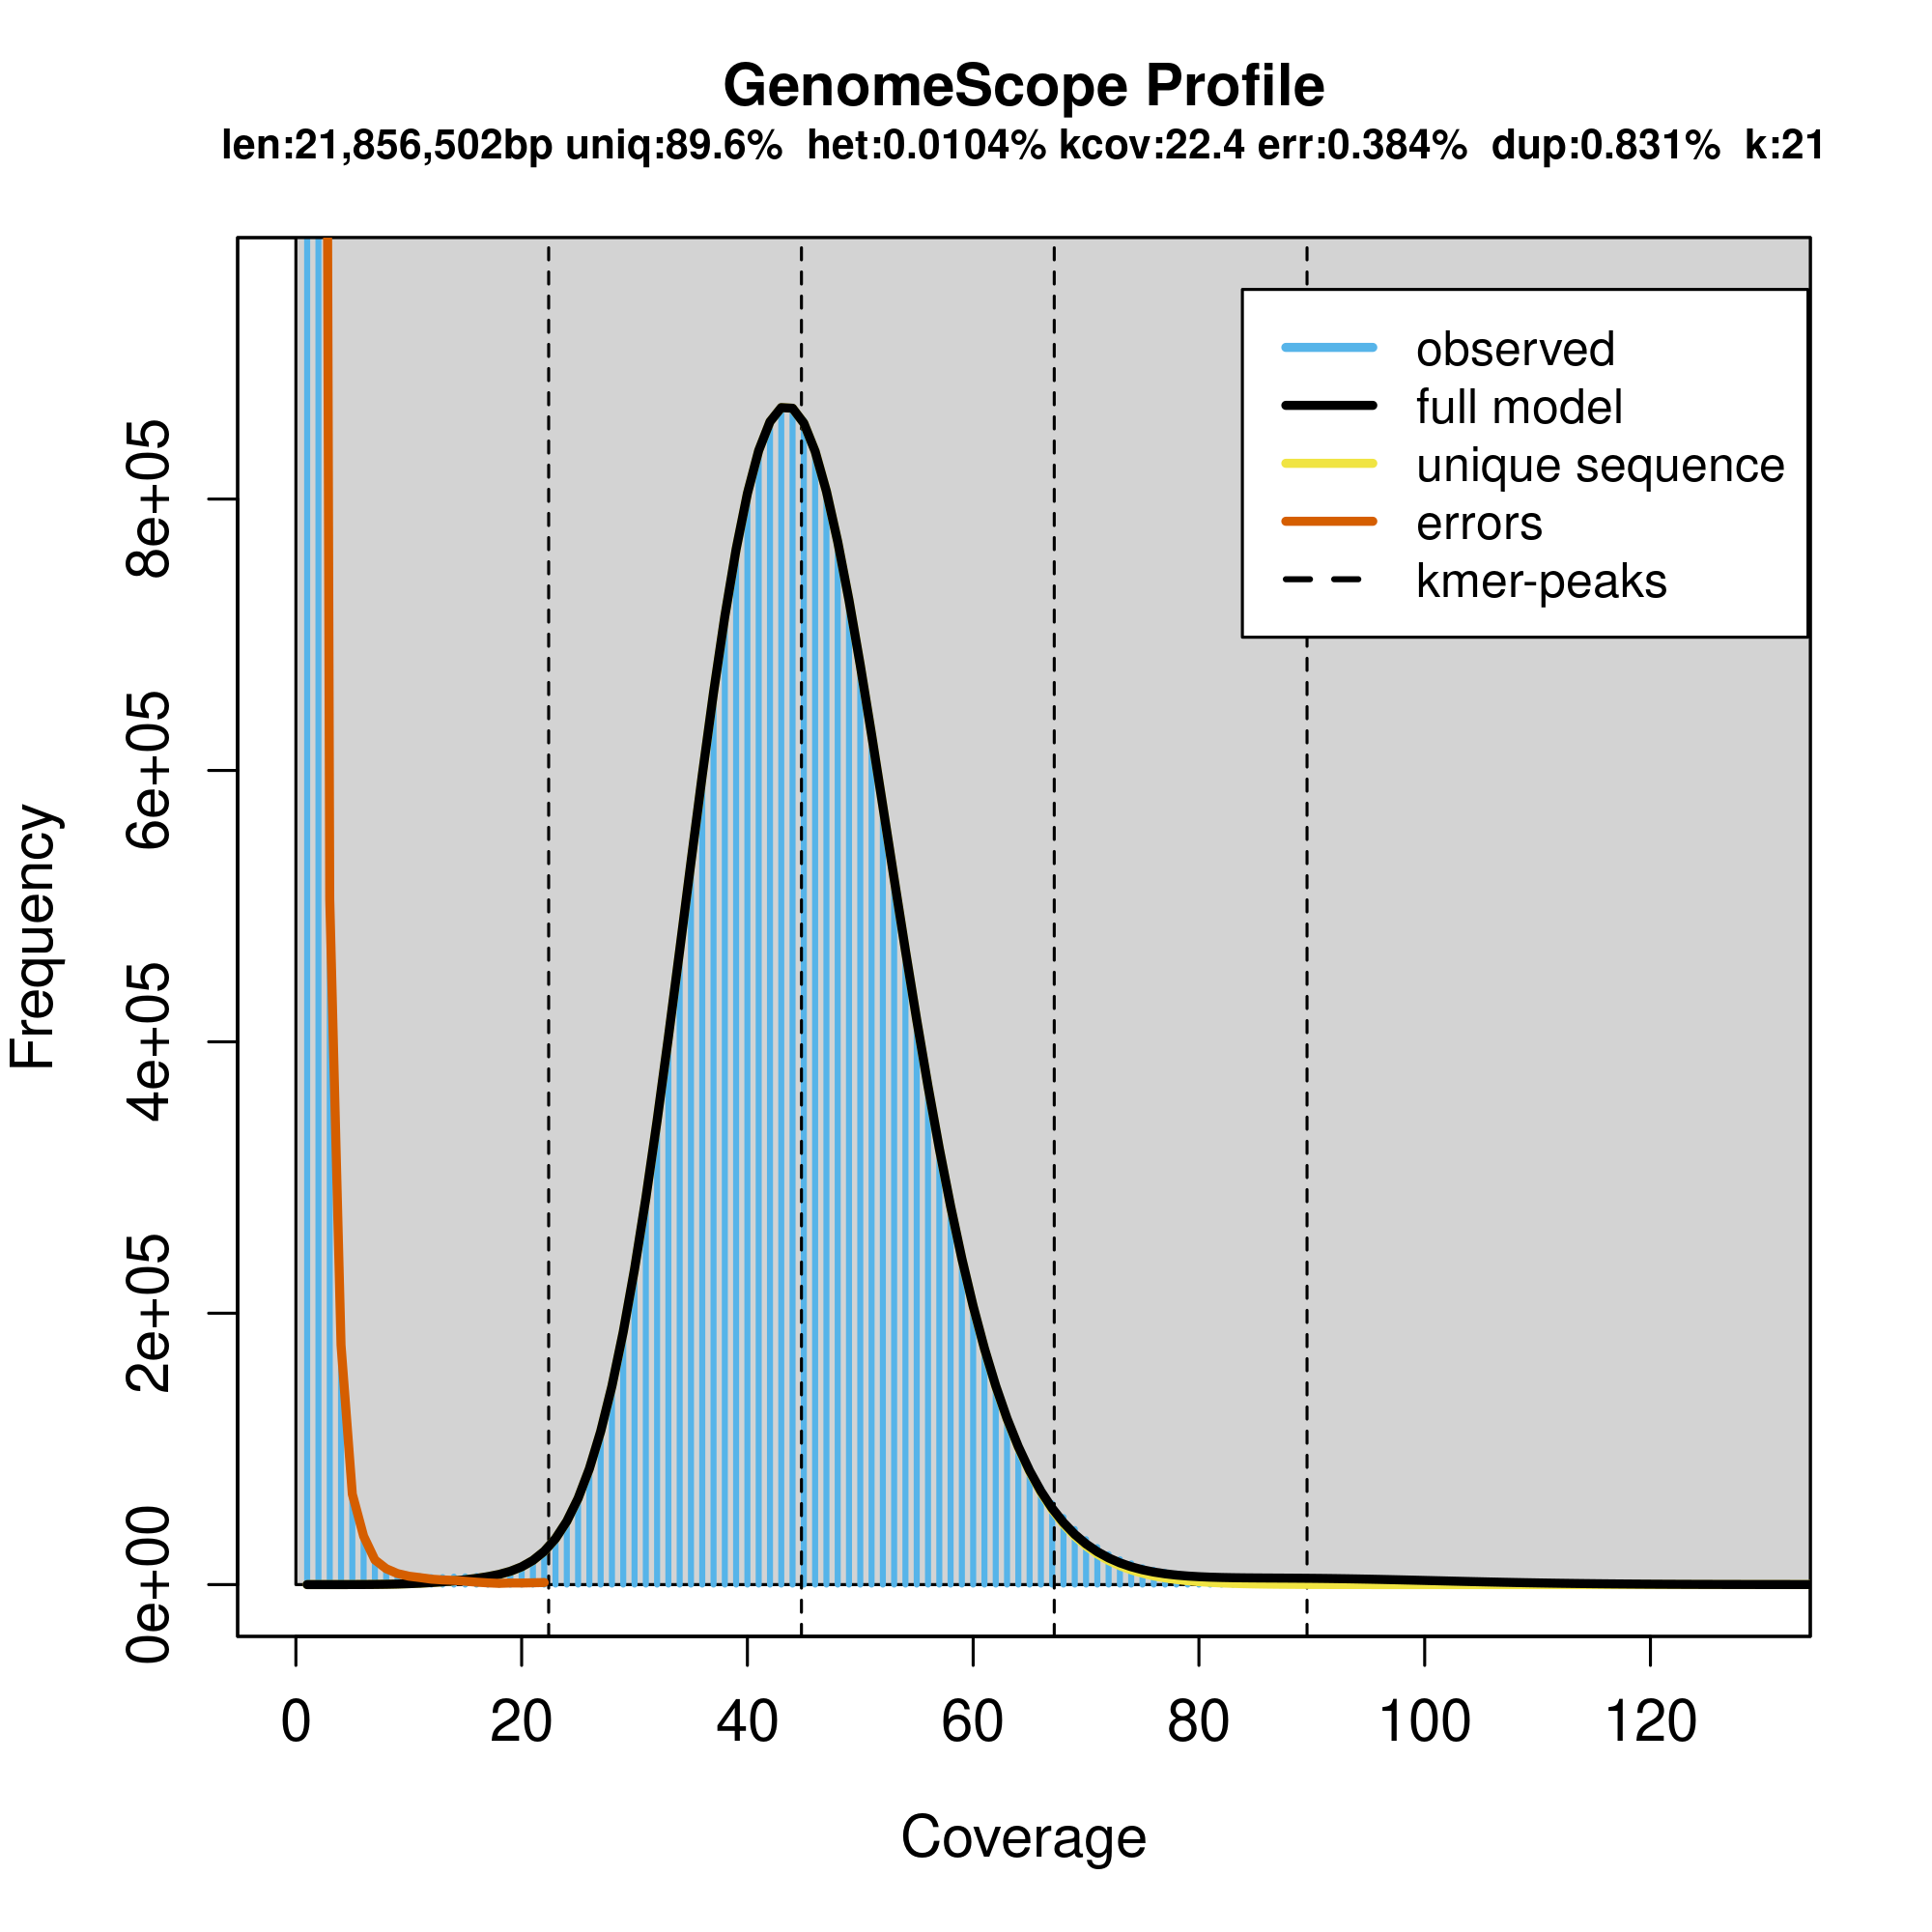 GenomeScope Profile
len:21,856,502bp uniq:89.6% het:0.0104% kcov:22.4 err:0.384% dup:0.831% k:21
observed
full model
unique sequence
errors
kmer-peaks
Frequency
8e+05
6e+05
4e+05
2e+05
0e+00
0 20 40 60 80 100 120
Coverage